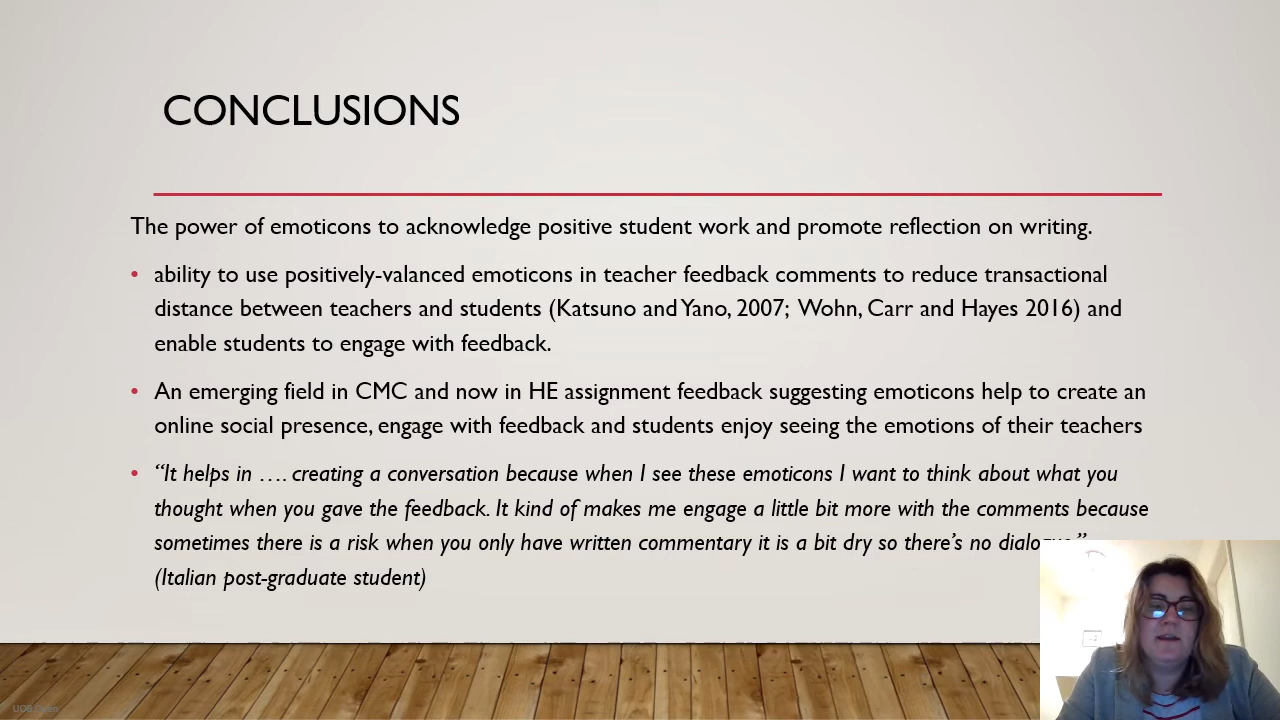 CONCLUSIONS
The power of emoticons to acknowledge positive student work and promote reflection on writing.
• ability to use positively-valanced emoticons in teacher feedback comments to reduce transactional
distance between teachers and students (Katsuno and Yano, 2007; Wohn, Carr and Hayes 2016) and
enable students to engage with feedback.
• An emerging field in CMC and now in HE assignment feedback suggesting emoticons help to create an
online social presence, engage with feedback and students enjoy seeing the emotions of their teachers
• “It helps in …. creating a conversation because when I see these emoticons I want to think about what you
thought when you gave the feedback. It kind of makes me engage a little bit more with the comments because
sometimes there is a risk when you only have written commentary it is a bit dry so there’s no dialogue”
(Italian post-graduate student)
UOB Open